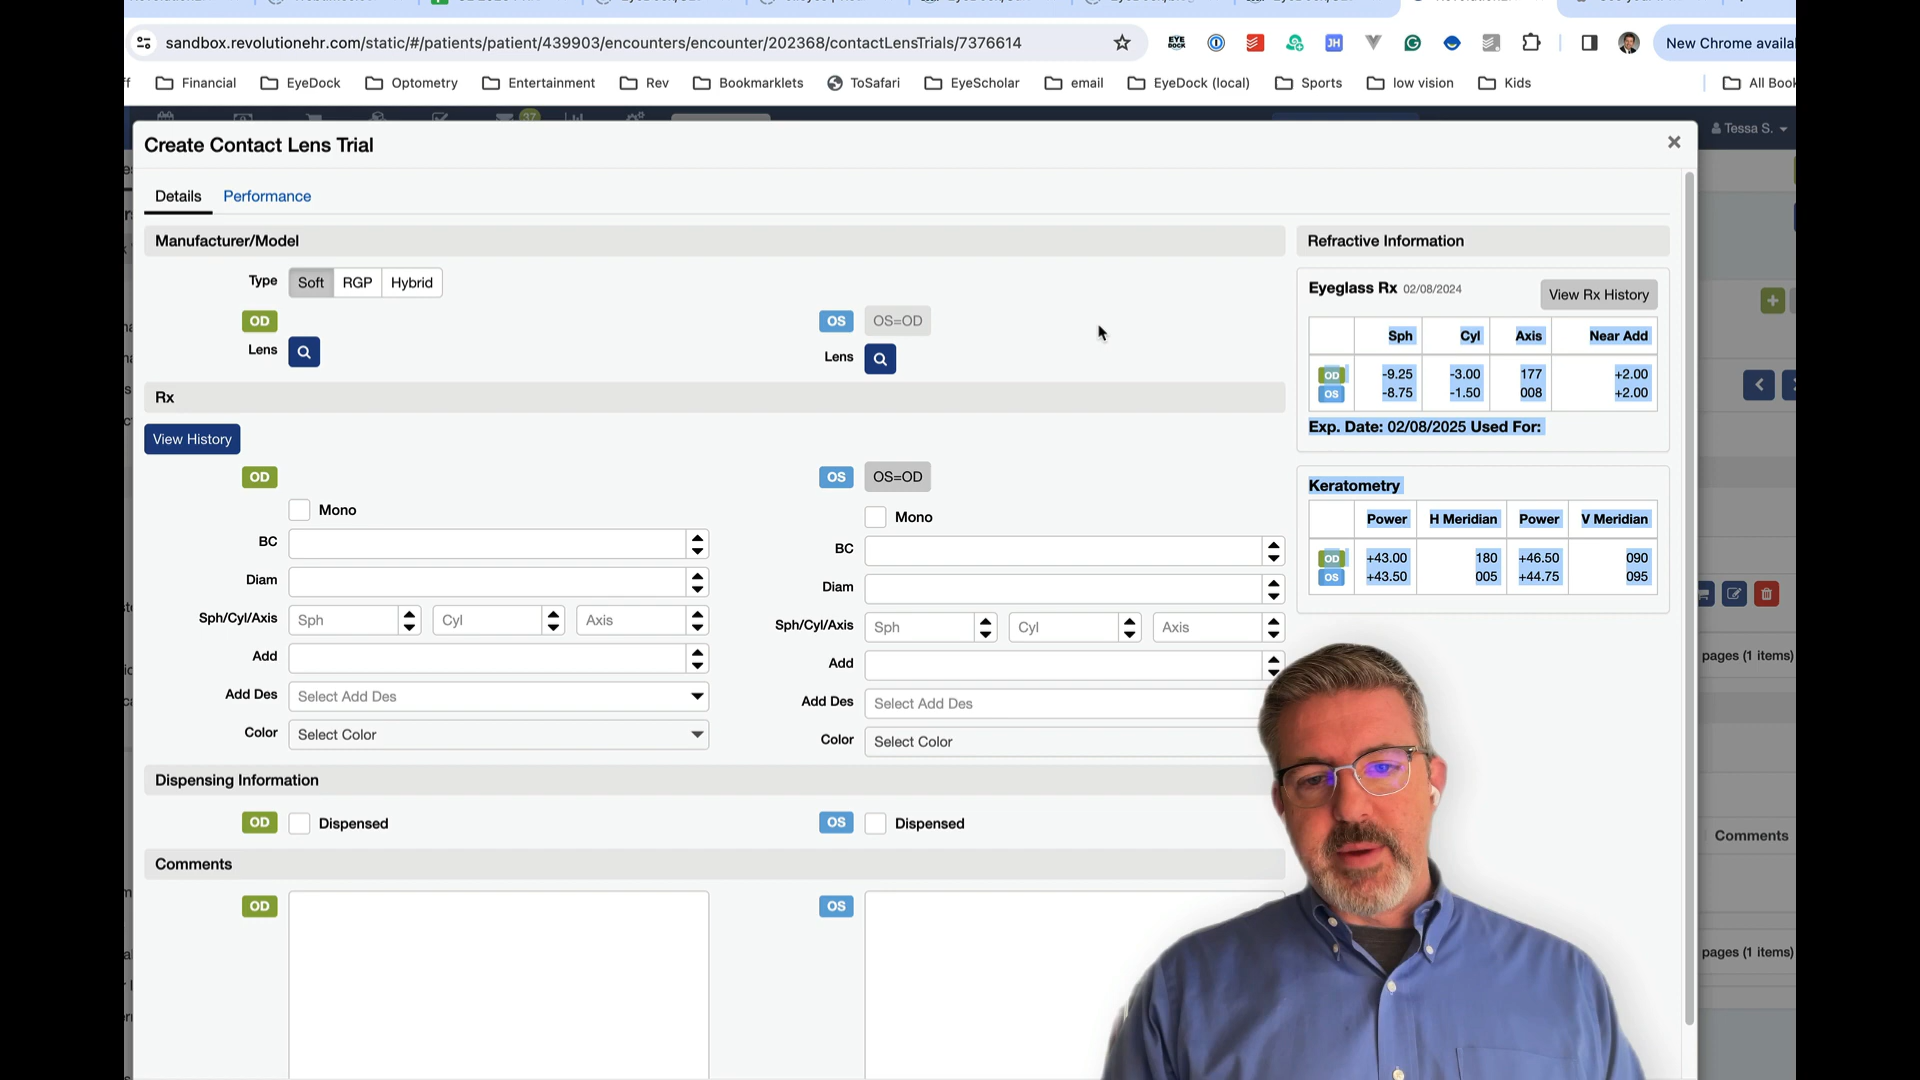 sandbox.revolutionehr.com/static/#/patients/patient/439903/encounters/encounter/202368/contactLensTrials/7376614
EYE DOCK
JH
New Chrome availa
Financial
EyeDock
Optometry
Entertainment
Rev
Bookmarklets
ToSafari
EyeScholar
email
EyeDock (local)
Sports
low vision
Kids
All Boo
37
Tessa S.
Create Contact Lens Trial
Details
Performance
Manufacturer/Model
Type
Soft
RGP
Hybrid
OD
Lens
OS
OS=OD
Lens
Rx
View History
OD
Mono
BC
Diam
Sph/Cyl/Axis
Sph
Cyl
Axis
Add
Add Des
Select Add Des
Color
Select Color
OS
OS=OD
Mono
BC
Diam
Sph/Cyl/Axis
Sph
Cyl
Axis
Add
Add Des
Select Add Des
Color
Select Color
Dispensing Information
OD
Dispensed
OS
Dispensed
Comments
OD
OS
Refractive Information
Eyeglass Rx 02/08/2024
View Rx History
Sph Cyl Axis Near Add
OD -9.25 -3.00 177 +2.00
OS -8.75 -1.50 008 +2.00
Exp. Date: 02/08/2025 Used For:
Keratometry
Power H Meridian Power V Meridian
OD +43.00 180 +46.50 090
OS +43.50 005 +44.75 095
pages (1 items)
Comments
pages (1 items)